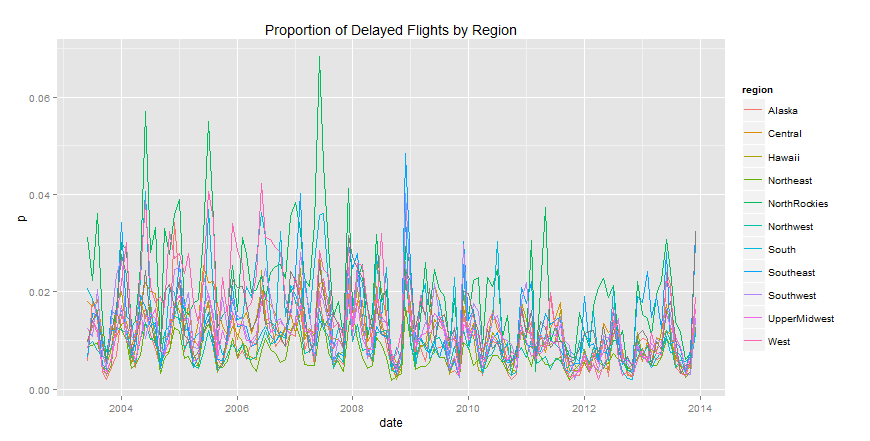 Proportion of Delayed Flights by Region
0.06
0.04
0.02
0.00
p
2004
2006
2008
2010
2012
2014
date
region
Alaska
Central
Hawaii
Northeast
NorthRockies
Northwest
South
Southeast
Southwest
UpperMidwest
West